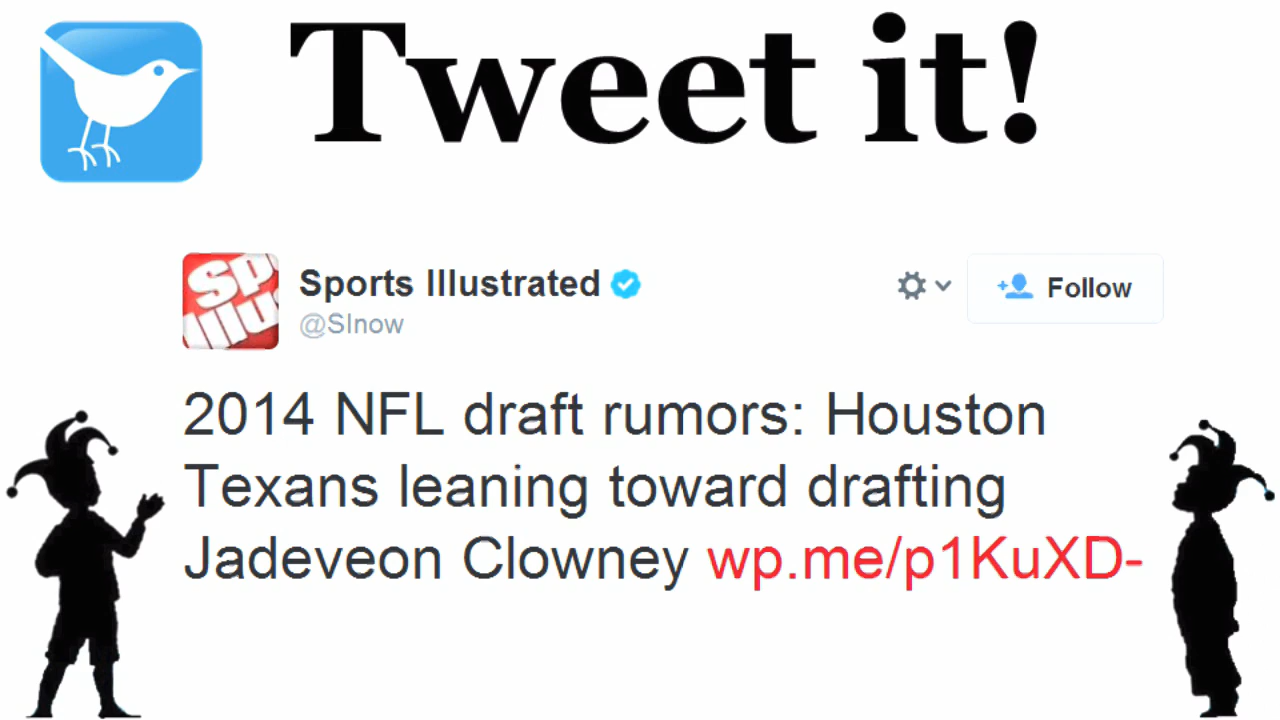 Tweet it!
Sports Illustrated
@SInow
Follow
2014 NFL draft rumors: Houston
Texans leaning toward drafting
Jadeveon Clowney wp.me/p1KuXD-